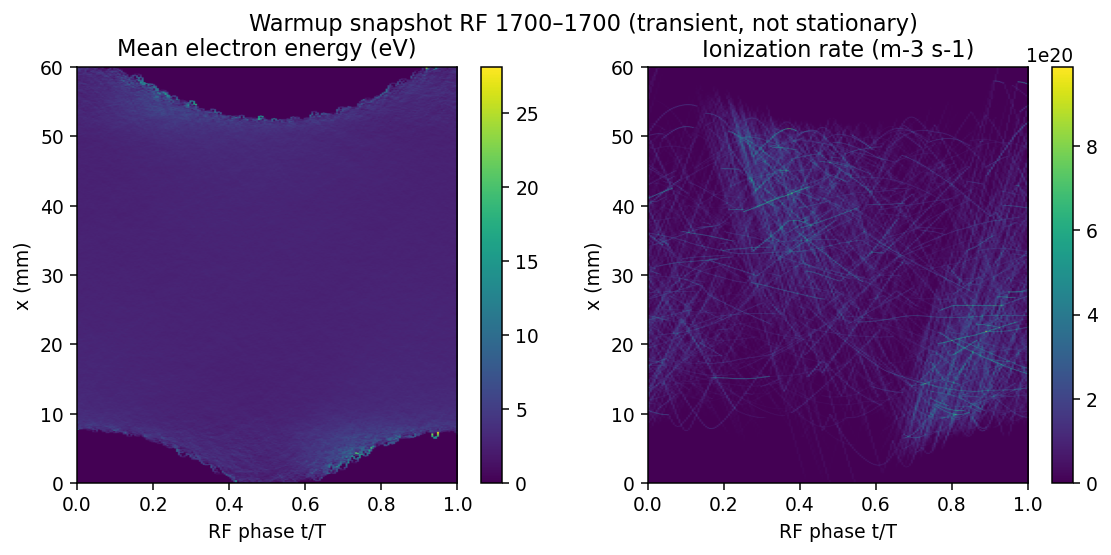 Warmup snapshot RF 1700–1700 (transient, not stationary)
Mean electron energy (eV)
Ionization rate (m-3 s-1)
1e20
60
50
40
30
20
10
0
x (mm)
0.0 0.2 0.4 0.6 0.8 1.0
RF phase t/T
25
20
15
10
5
0
60
50
40
30
20
10
0
x (mm)
0.0 0.2 0.4 0.6 0.8 1.0
RF phase t/T
8
6
4
2
0